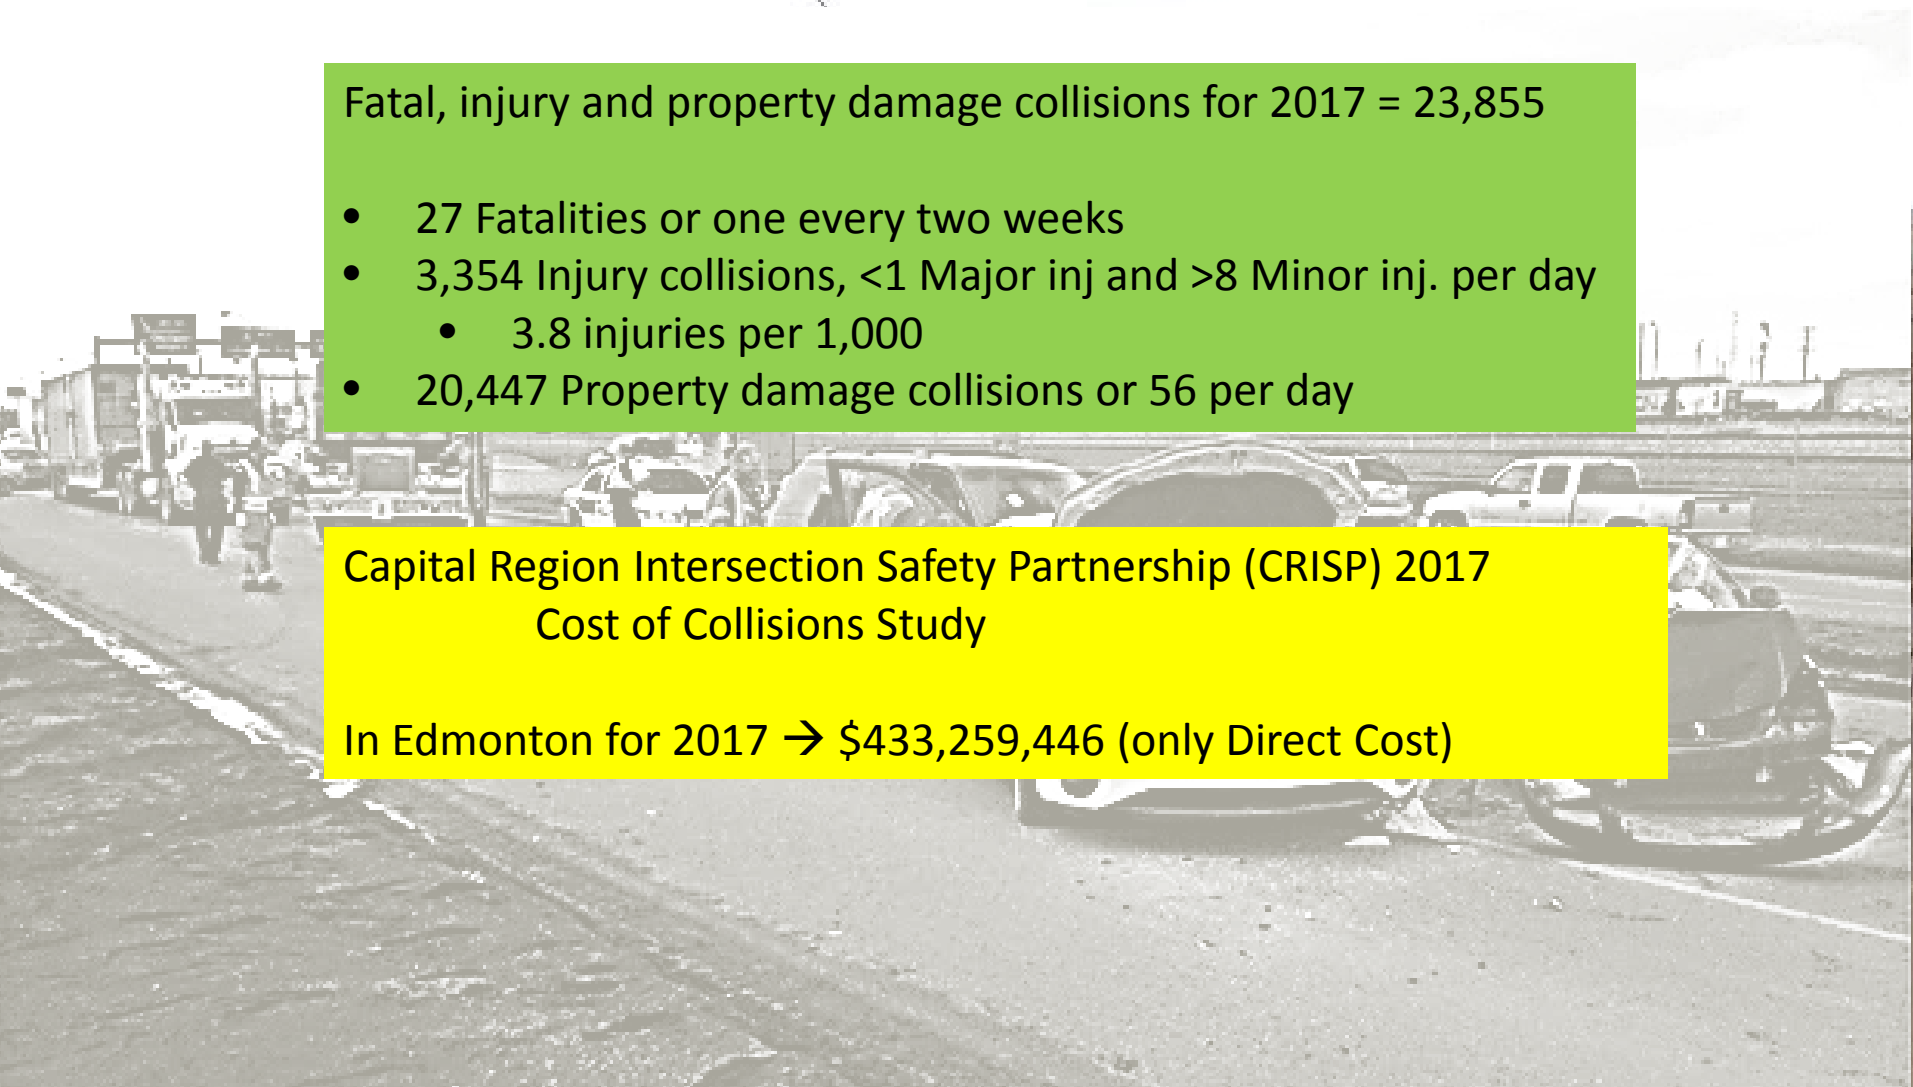 Fatal, injury and property damage collisions for 2017 = 23,855
• 27 Fatalities or one every two weeks
• 3,354 Injury collisions, <1 Major inj and >8 Minor inj. per day
• 3.8 injuries per 1,000
• 20,447 Property damage collisions or 56 per day
Capital Region Intersection Safety Partnership (CRISP) 2017
Cost of Collisions Study
In Edmonton for 2017 → $433,259,446 (only Direct Cost)